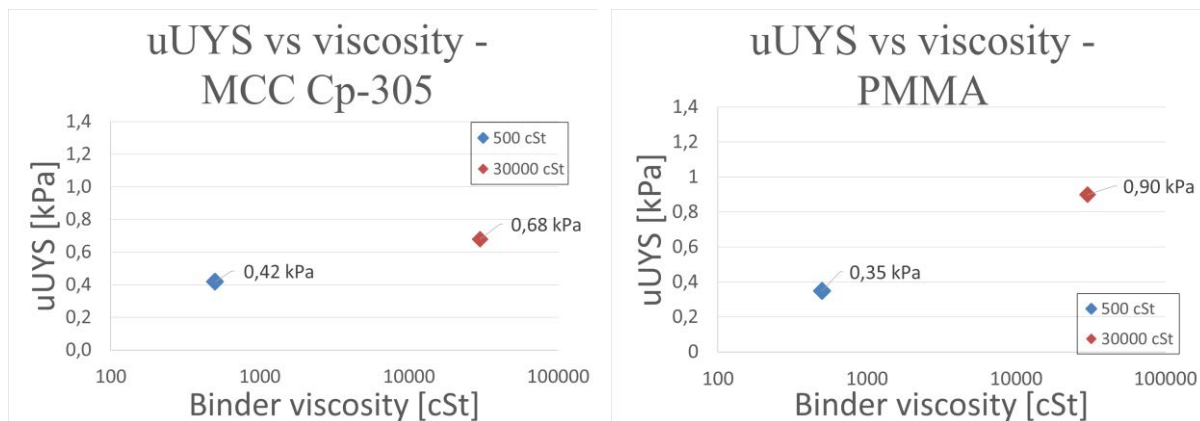 uUYS vs viscosity -
MCC Cp-305
1,4
1,2
1,0
0,8
0,6
0,4
0,2
0,0
uUYS [kPa]
500 cSt
30000 cSt
0,68 kPa
0,42 kPa
100
1000
10000
100000
Binder viscosity [cSt]
uUYS vs viscosity -
PMMA
1,4
1,2
1
0,8
0,6
0,4
0,2
0
uUYS [kPa]
0,90 kPa
0,35 kPa
500 cSt
30000 cSt
100
1000
10000
100000
Binder viscosity [cSt]